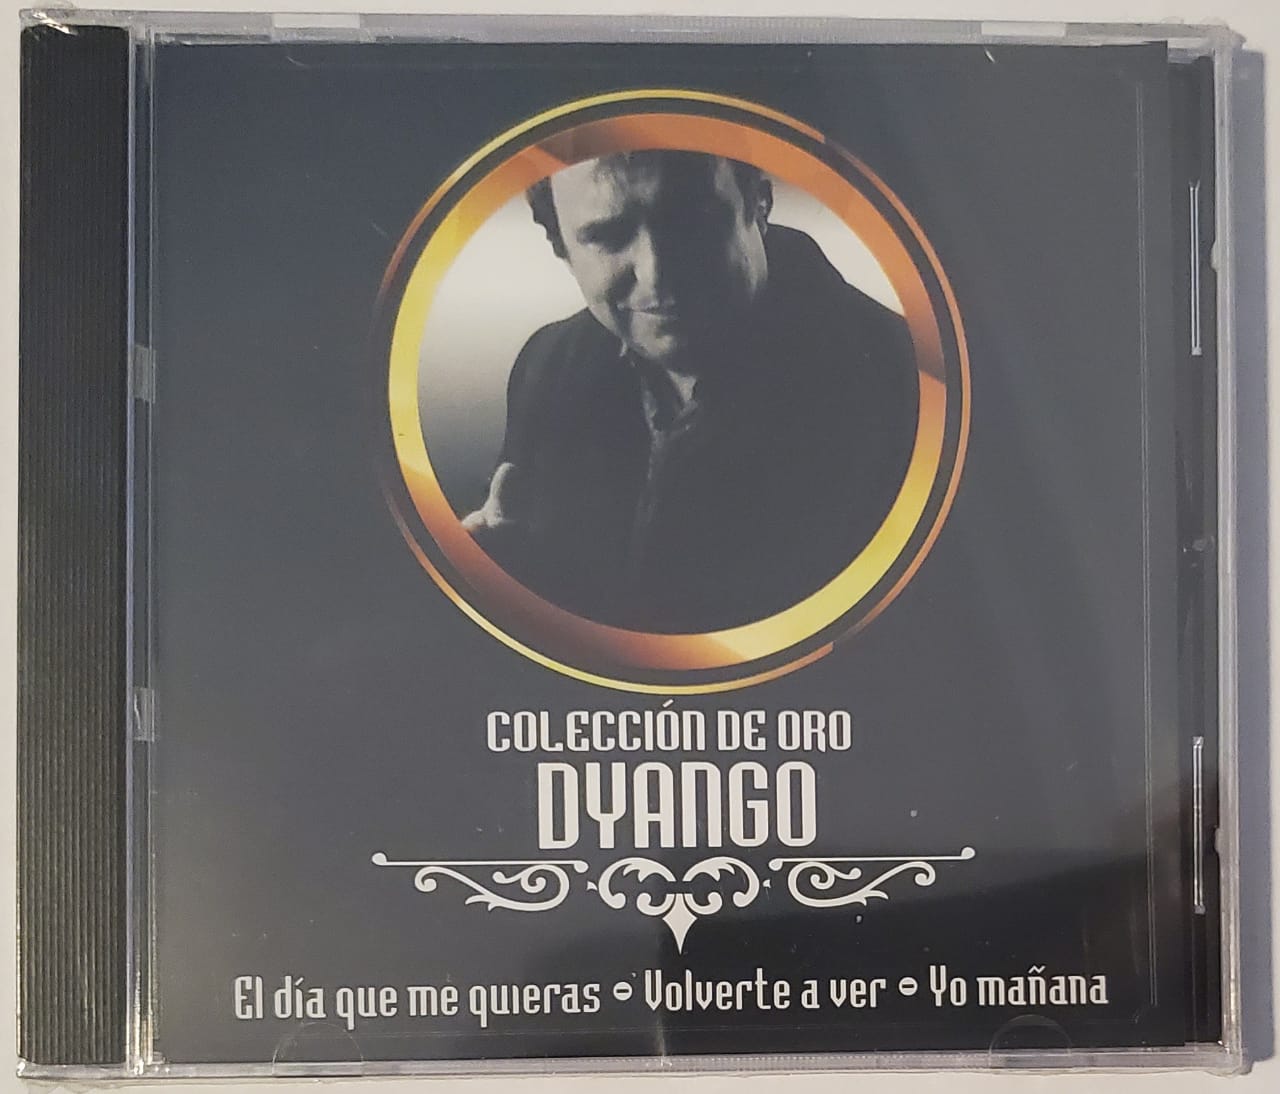 COLECCIÓN DE ORO
DYANGO
El día que me quieras • Volverte a ver • Yo mañana